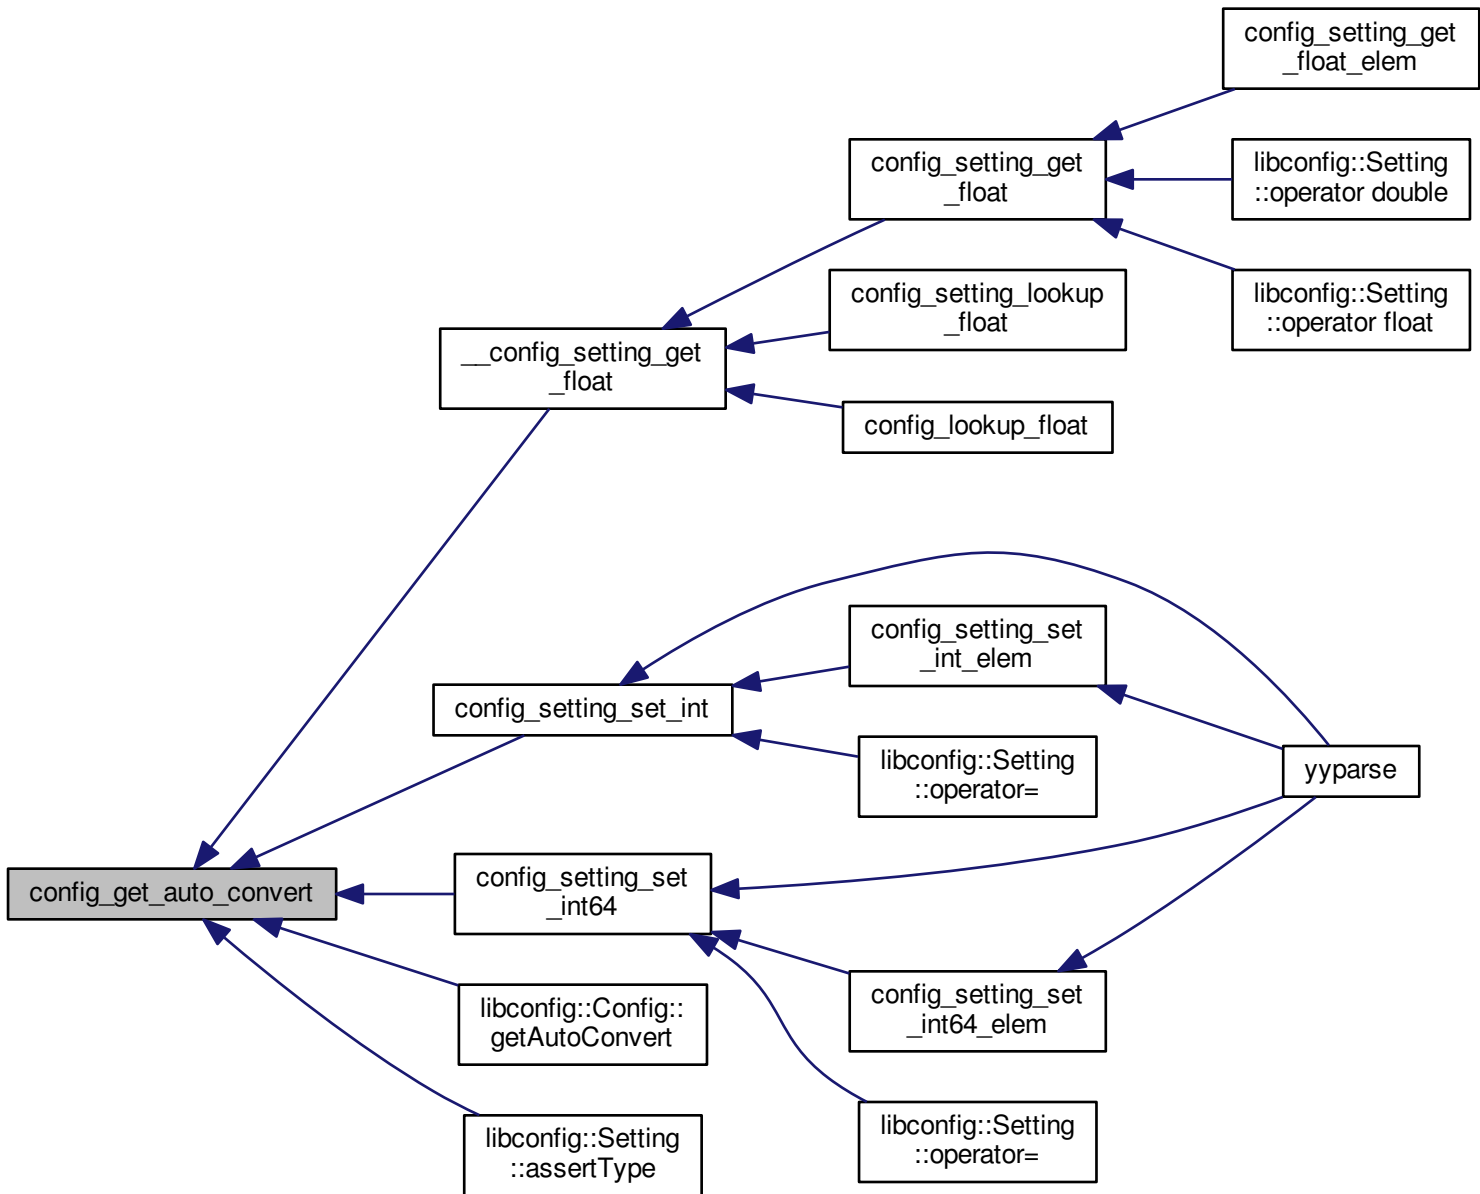 config_setting_get
_float_elem
config_setting_get
_float
libconfig::Setting
::operator double
config_setting_lookup
_float
libconfig::Setting
::operator float
__config_setting_get
_float
config_lookup_float
config_setting_set
_int_elem
config_setting_set_int
libconfig::Setting
::operator=
yyparse
config_get_auto_convert
config_setting_set
_int64
config_setting_set
_int64_elem
libconfig::Config::
getAutoConvert
libconfig::Setting
::assertType
libconfig::Setting
::operator=